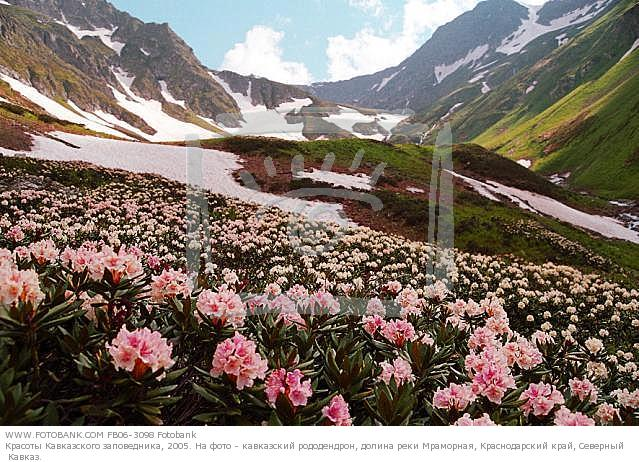 WWW.FOTOBANK.COM FB06-3098 Fotobank
Красоты Кавказского заповедника, 2005. На фото - кавказский рододендрон, долина реки Мраморная, Краснодарский край, Северный
Кавказ.